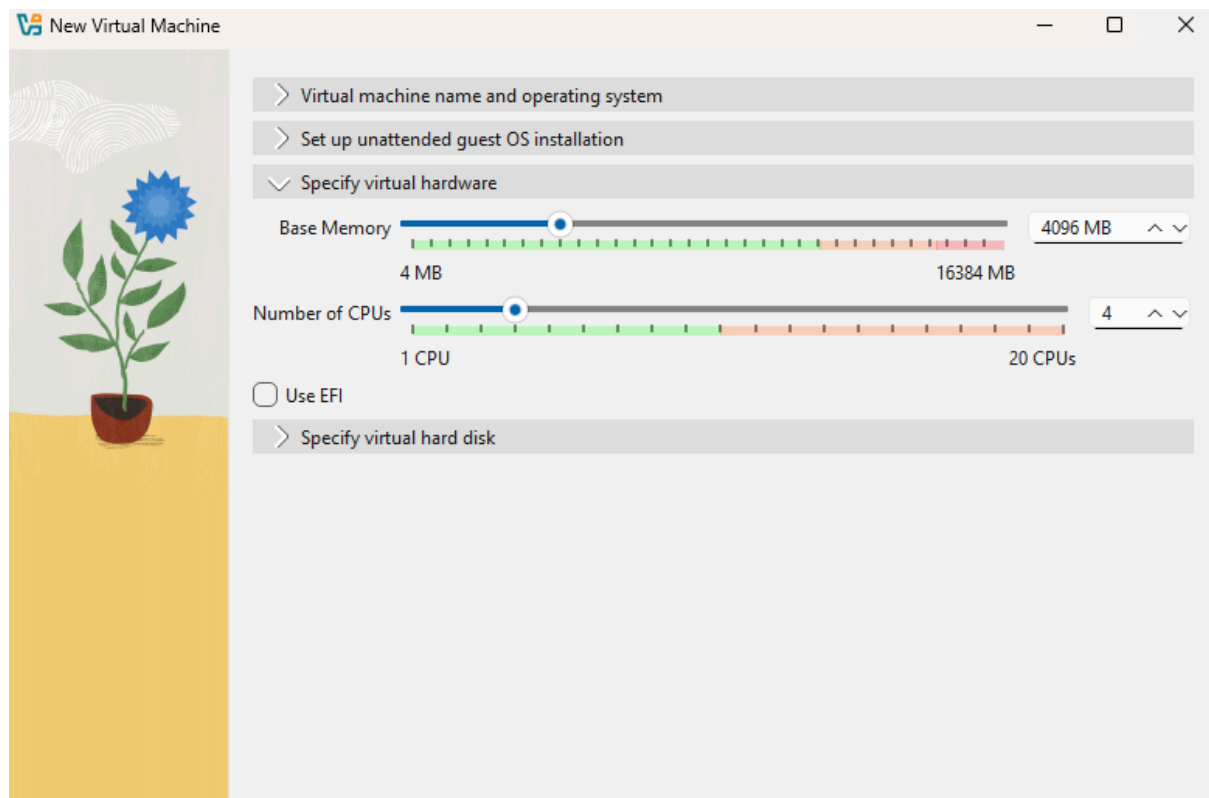 New Virtual Machine
Virtual machine name and operating system
Set up unattended guest OS installation
Specify virtual hardware
Base Memory 4096 MB
4 MB 16384 MB
Number of CPUs 4
1 CPU 20 CPUs
Use EFI
Specify virtual hard disk